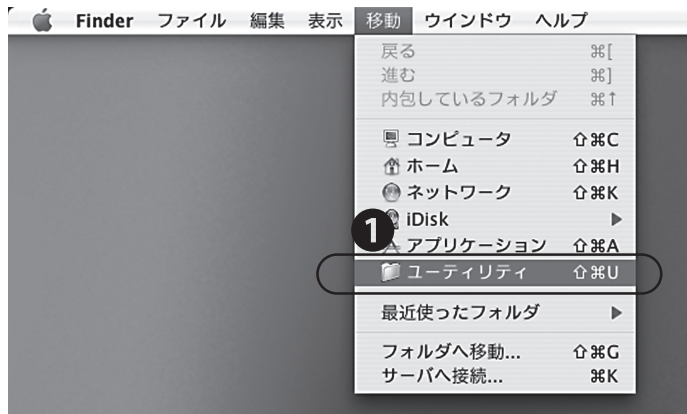 Finder ファイル 編集 表示 移動 ウインドウ ヘルプ
戻る ⌘[
進む ⌘]
内包しているフォルダ ⌘↑
コンピュータ ⇧⌘C
ホーム ⇧⌘H
ネットワーク ⇧⌘K
iDisk ▶
1
アプリケーション ⇧⌘A
ユーティリティ ⇧⌘U
最近使ったフォルダ ▶
フォルダへ移動... ⇧⌘G
サーバへ接続... ⌘K